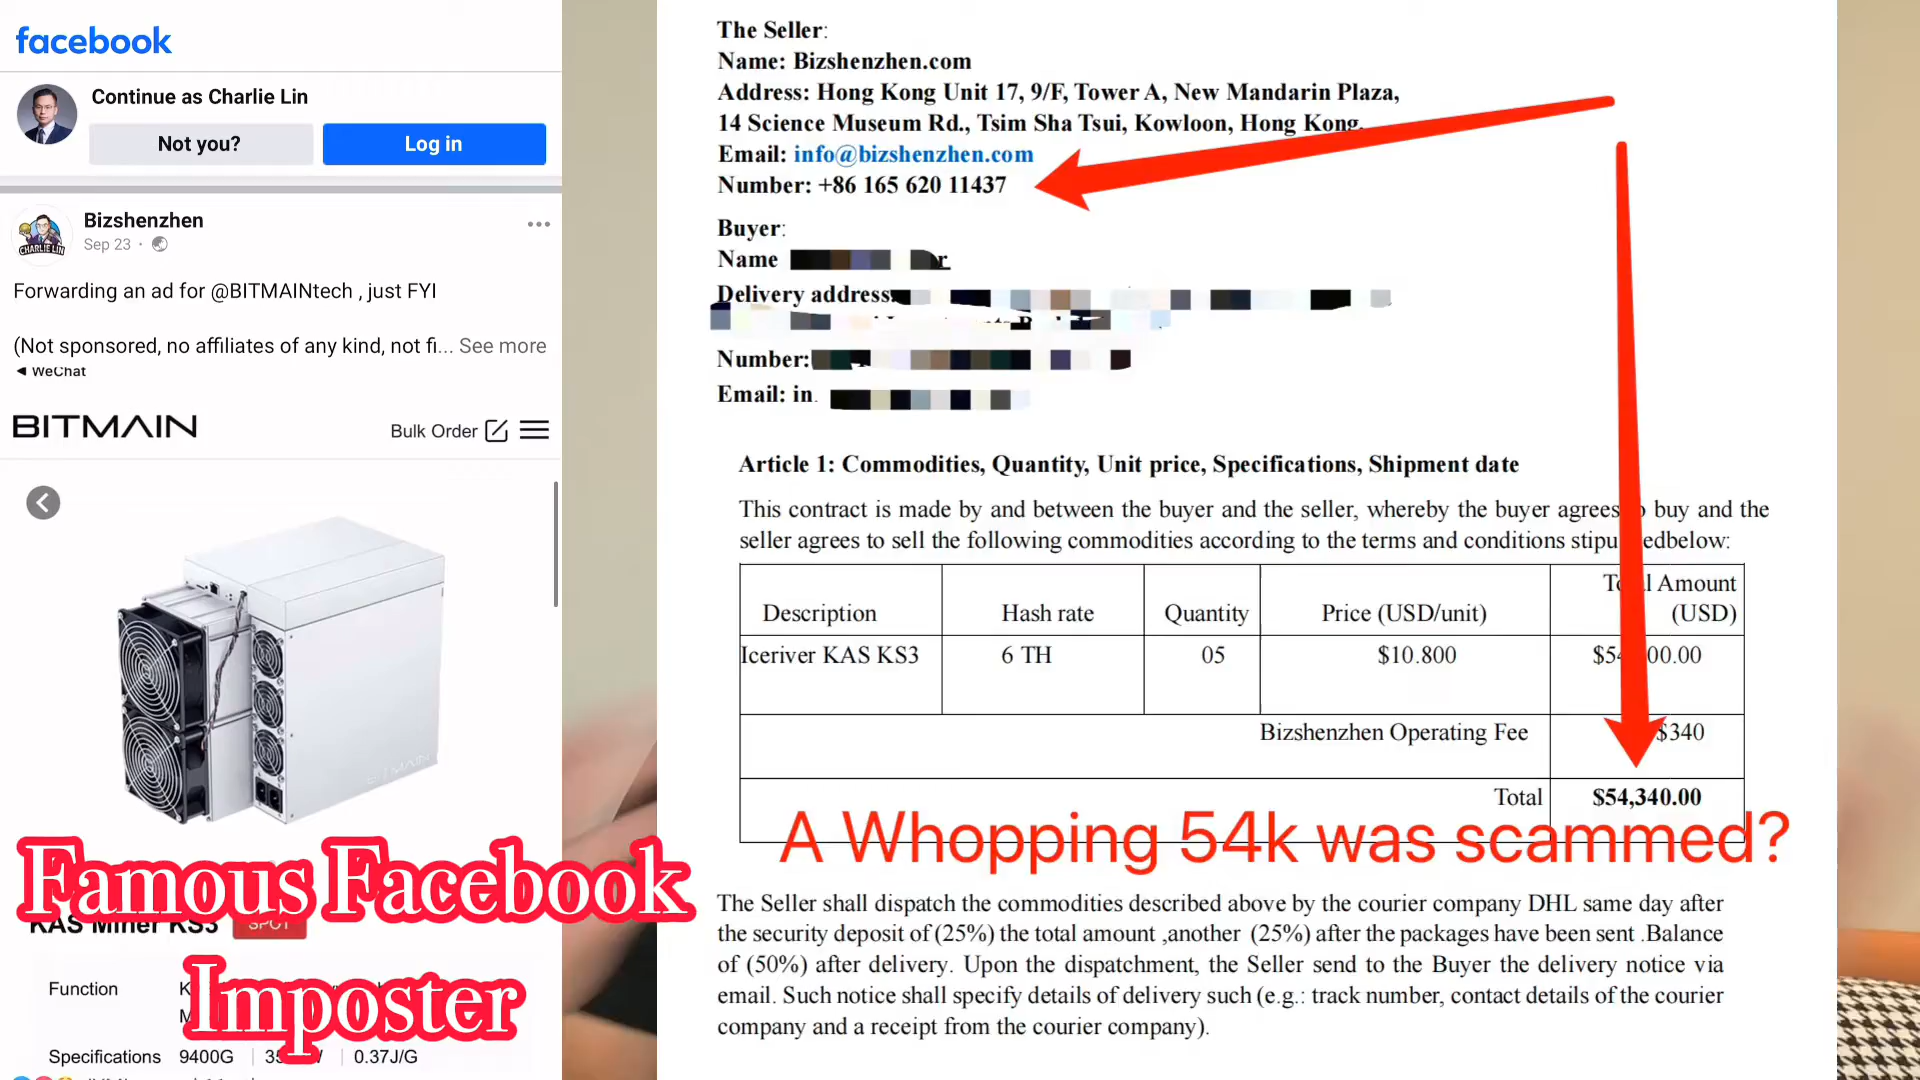 facebook
Continue as Charlie Lin
Not you?
Log in
Bizshenzhen
Sep 23 ·
CHARLIE LIN
Forwarding an ad for @BITMAINtech , just FYI
(Not sponsored, no affiliates of any kind, not fi... See more
◄ WeChat
BITMAIN
Bulk Order
BITMAIN
KAS Miner KS3
SPOT
Function
Specifications 9400G 0.37J/G
Famous Facebook
Imposter
The Seller:
Name: Bizshenzhen.com
Address: Hong Kong Unit 17, 9/F, Tower A, New Mandarin Plaza,
14 Science Museum Rd., Tsim Sha Tsui, Kowloon, Hong Kong.
Email: info@bizshenzhen.com
Number: +86 165 620 11437
Buyer:
Name
Delivery address:
Number:
Email: in.
Article 1: Commodities, Quantity, Unit price, Specifications, Shipment date
This contract is made by and between the buyer and the seller, whereby the buyer agrees to buy and the
seller agrees to sell the following commodities according to the terms and conditions
Description Hash rate Quantity Price (USD/unit) Total Amount
(USD)
Iceriver KAS KS3 6 TH 05 $10.800
Bizshenzhen Operating Fee $340
Total $54,340.00
A Whopping 54k was scammed?
The Seller shall dispatch the commodities described above by the courier company DHL same day after
the security deposit of (25%) the total amount ,another (25%) after the packages have been sent .Balance
of (50%) after delivery. Upon the dispatchment, the Seller send to the Buyer the delivery notice via
email. Such notice shall specify details of delivery such (e.g.: track number, contact details of the courier
company and a receipt from the courier company).